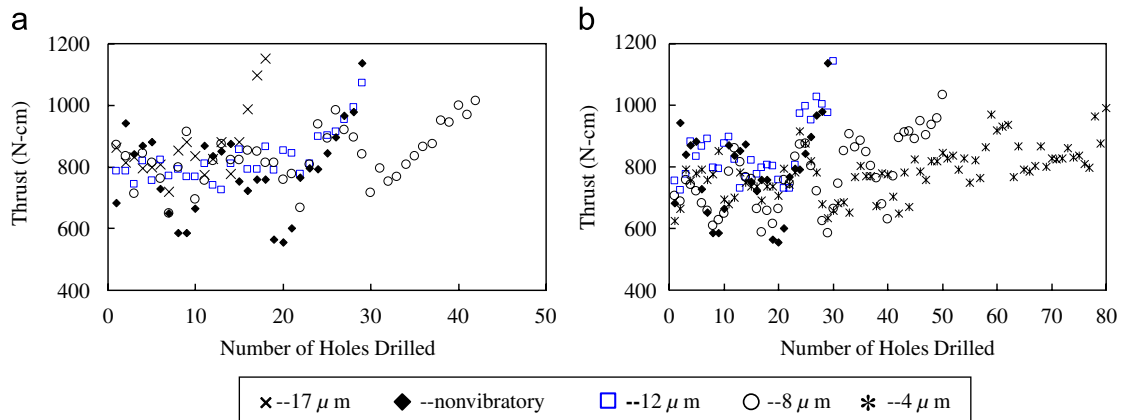 a
b
1200
1000
800
600
400
Thrust (N-cm)
0 10 20 30 40 50
Number of Holes Drilled
1200
1000
800
600
400
Thrust (N-cm)
0 10 20 30 40 50 60 70 80
Number of Holes Drilled
--17 μ m --nonvibratory --12 μ m --8 μ m --4 μ m